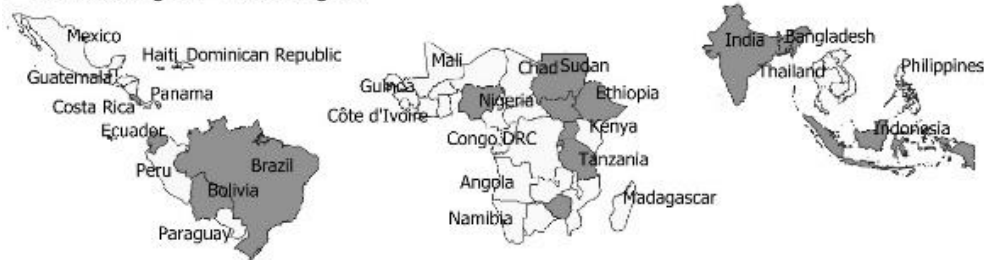 Mexico
Haiti Dominican Republic
Guatemala
Costa Rica
Panama
Ecuador
Peru
Brazil
Bolivia
Paraguay
Mali
Chad
Sudan
Guinea
Nigeria
Ethiopia
Côte d'Ivoire
Congo DRC
Kenya
Tanzania
Angola
Madagascar
Namibia
India
Bangladesh
Thailand
Philippines
Indonesia